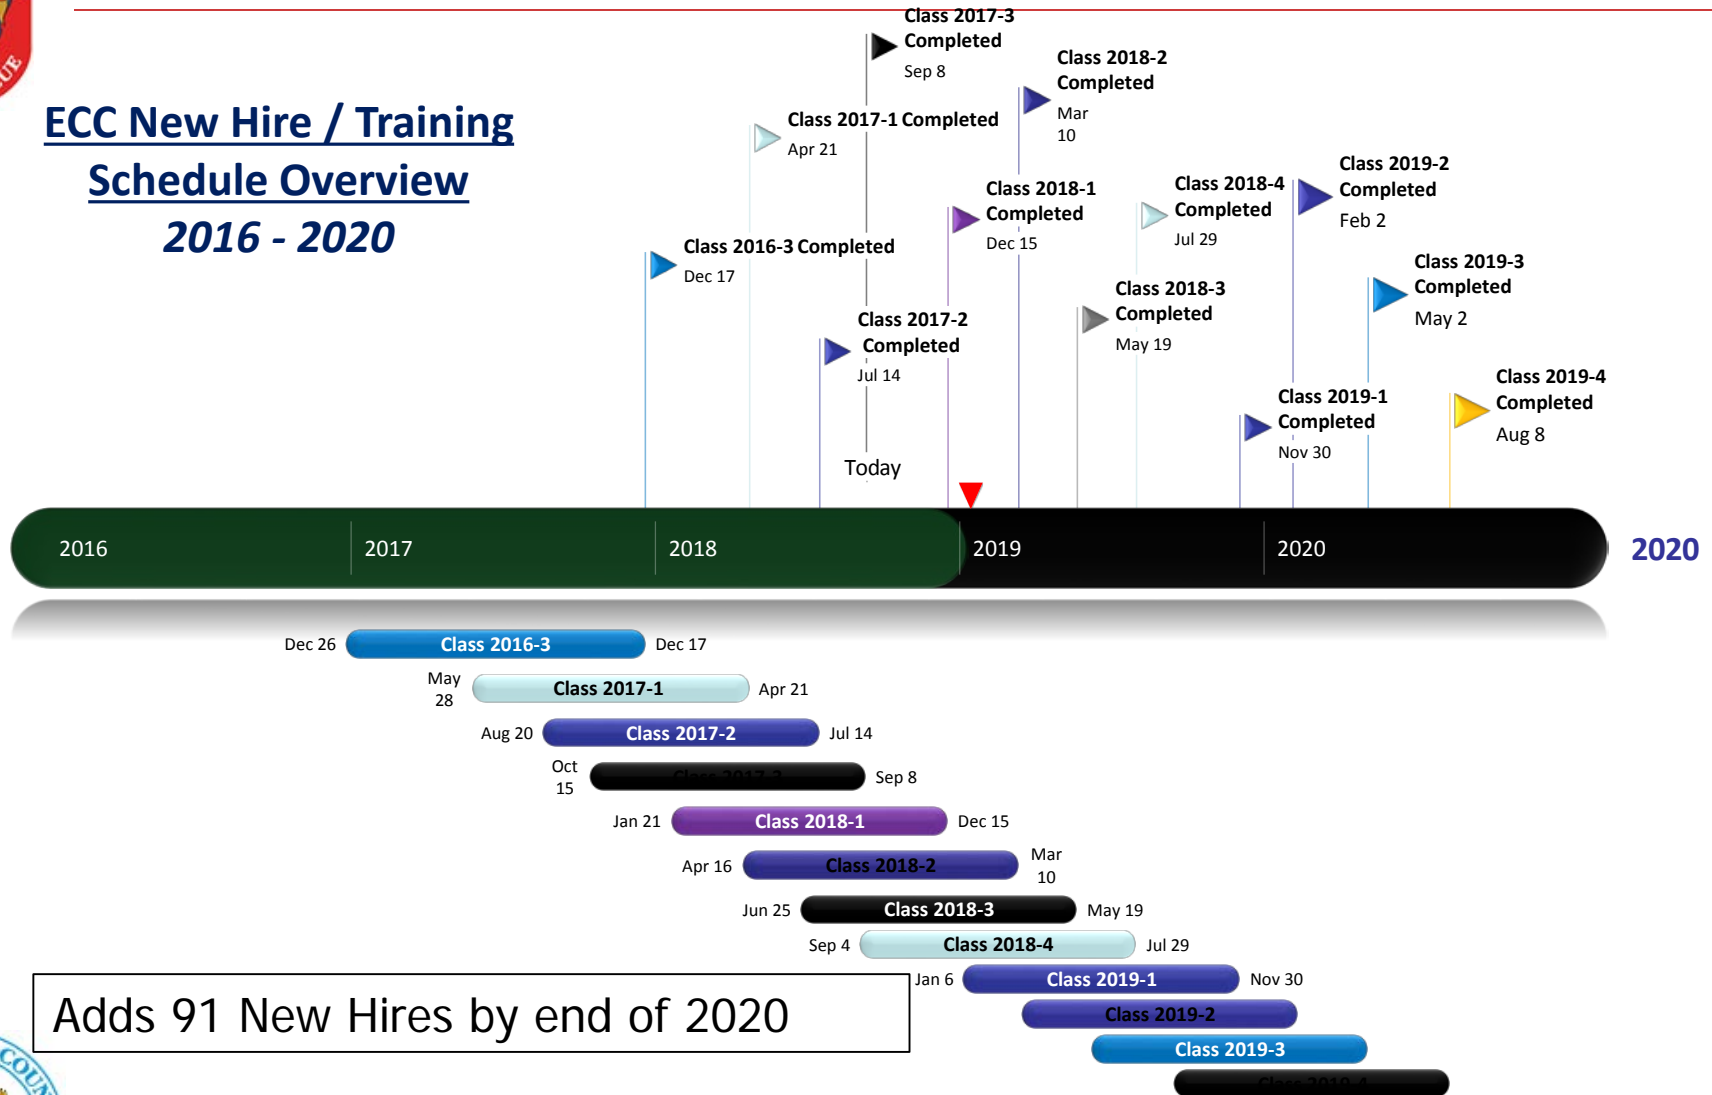 UE
ECC New Hire / Training
Schedule Overview
2016 - 2020
Class 2017-3
Completed
Sep 8
Class 2018-2
Completed
Mar
10
Class 2017-1 Completed
Apr 21
Class 2018-1
Completed
Dec 15
Class 2018-4
Completed
Jul 29
Class 2019-2
Completed
Feb 2
Class 2016-3 Completed
Dec 17
Class 2018-3
Completed
May 19
Class 2019-3
Completed
May 2
Class 2017-2
Completed
Jul 14
Class 2019-1
Completed
Nov 30
Class 2019-4
Completed
Aug 8
Today
2016
2017
2018
2019
2020
2020
Dec 26
Class 2016-3
Dec 17
May
28
Class 2017-1
Apr 21
Aug 20
Class 2017-2
Jul 14
Oct
15
Class 2017-3
Sep 8
Jan 21
Class 2018-1
Dec 15
Apr 16
Class 2018-2
Mar
10
Jun 25
Class 2018-3
May 19
Sep 4
Class 2018-4
Jul 29
Jan 6
Class 2019-1
Nov 30
Class 2019-2
Class 2019-3
Class 2019-4
Adds 91 New Hires by end of 2020
COUN